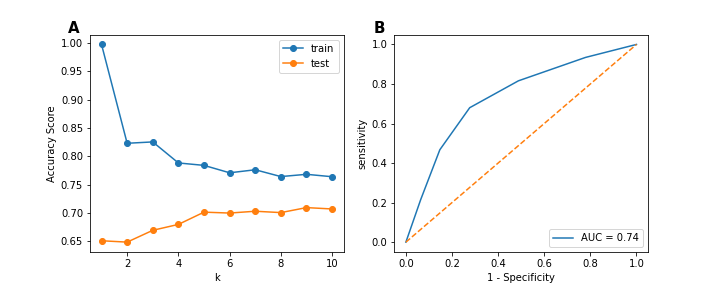 A
1.00
0.95
0.90
0.85
0.80
0.75
0.70
0.65
Accuracy Score
train
test
2
4
6
8
10
k
B
1.0
0.8
0.6
0.4
0.2
0.0
sensitivity
AUC = 0.74
0.0
0.2
0.4
0.6
0.8
1.0
1 - Specificity